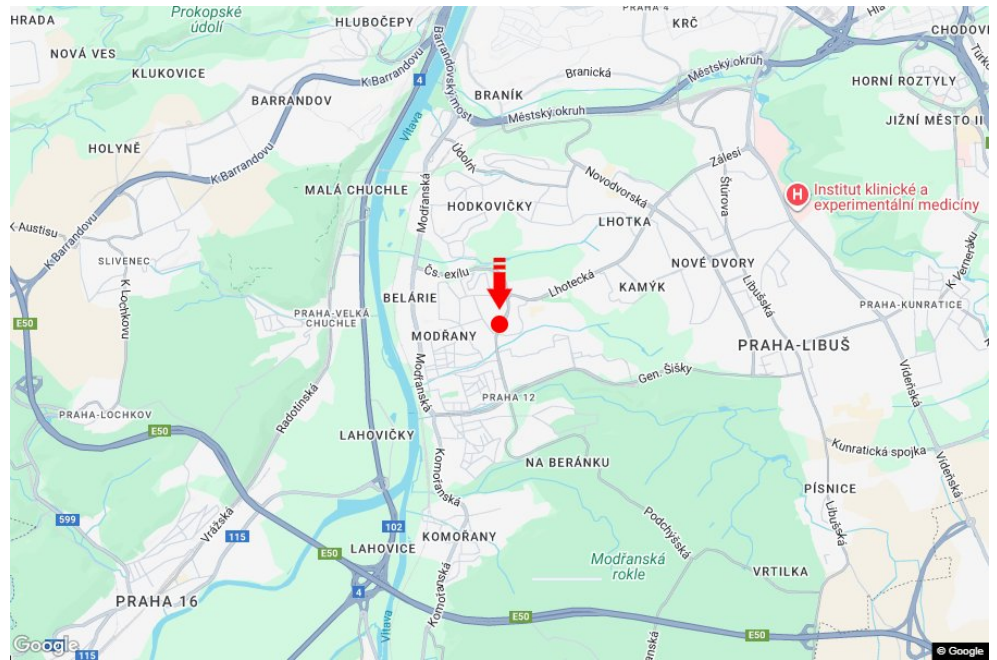 HRADA
Prokopské
údolí
HLUBOČEPY
PRAHA 4
KRČ
CHODOV
NOVÁ VES
KLUKOVICE
K Barrandovu
4
Barrandovský most
Branická
Městský okruh
HORNÍ ROZTYLY
BARRANDOV
BRANÍK
Městský okruh
JIŽNÍ MĚSTO II
Vltava
HOLYNĚ
K Barrandovu
Údolní
Zálesí
MALÁ CHUCHLE
Novodvorská
Štúrova
Institut klinické a
experimentální medicíny
Modřanská
HODKOVIČKY
LHOTKA
K Austisu
K Barrandovu
SLIVENEC
Čs. exilu
NOVÉ DVORY
K Verneráku
K Lochkovu
Lhotecká
KAMÝK
Libušská
BELÁRIE
PRAHA-KUNRATICE
PRAHA-VELKÁ
CHUCHLE
E50
MODŘANY
PRAHA-LIBUŠ
Modřanská
Gen. Šišky
Vídeňská
PRAHA 12
PRAHA-LOCHKOV
Radotínská
E50
LAHOVIČKY
Kunratická spojka
NA BERÁNKU
Komořanská
Vídeňská
PÍSNICE
Libušská
599
Vrážská
102
Podchýšská
115
KOMOŘANY
E50
LAHOVICE
Modřanská
rokle
VRTILKA
Komořanská
4
PRAHA 16
Vltava
E50
E50
115
Google
© Google